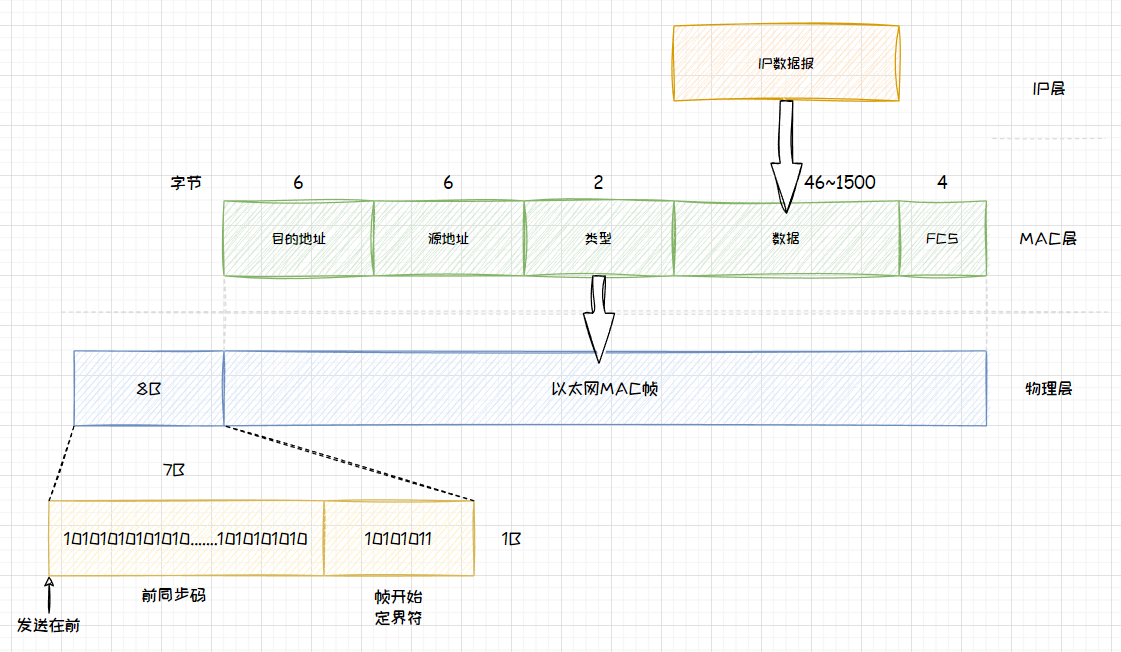 IP数据报
IP层
字节
6
6
2
46~1500
4
目的地址
源地址
类型
数据
FCS
MAC层
8B
以太网MAC帧
物理层
7B
1010101010101010.......1010101010
10101011
1B
前同步码
帧开始
定界符
发送在前